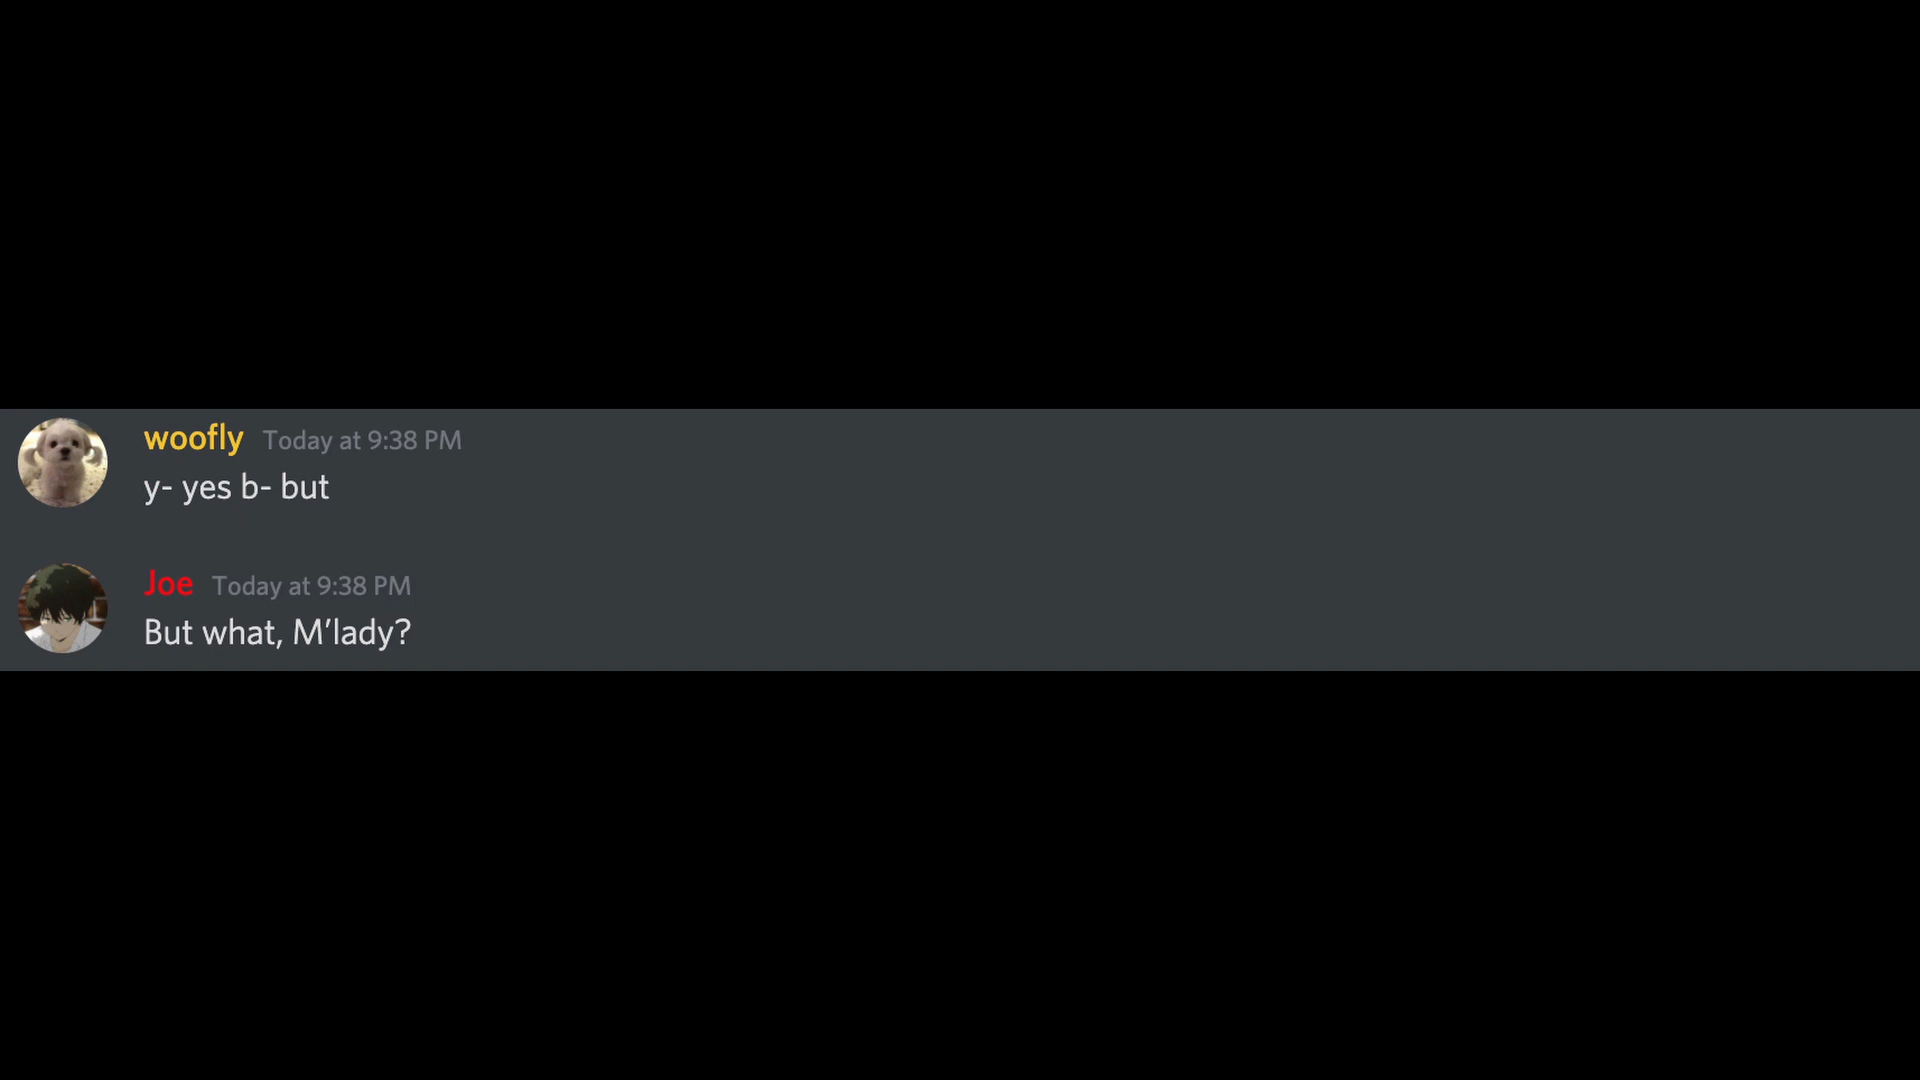 woofly Today at 9:38 PM
y- yes b- but
Joe Today at 9:38 PM
But what, M’lady?